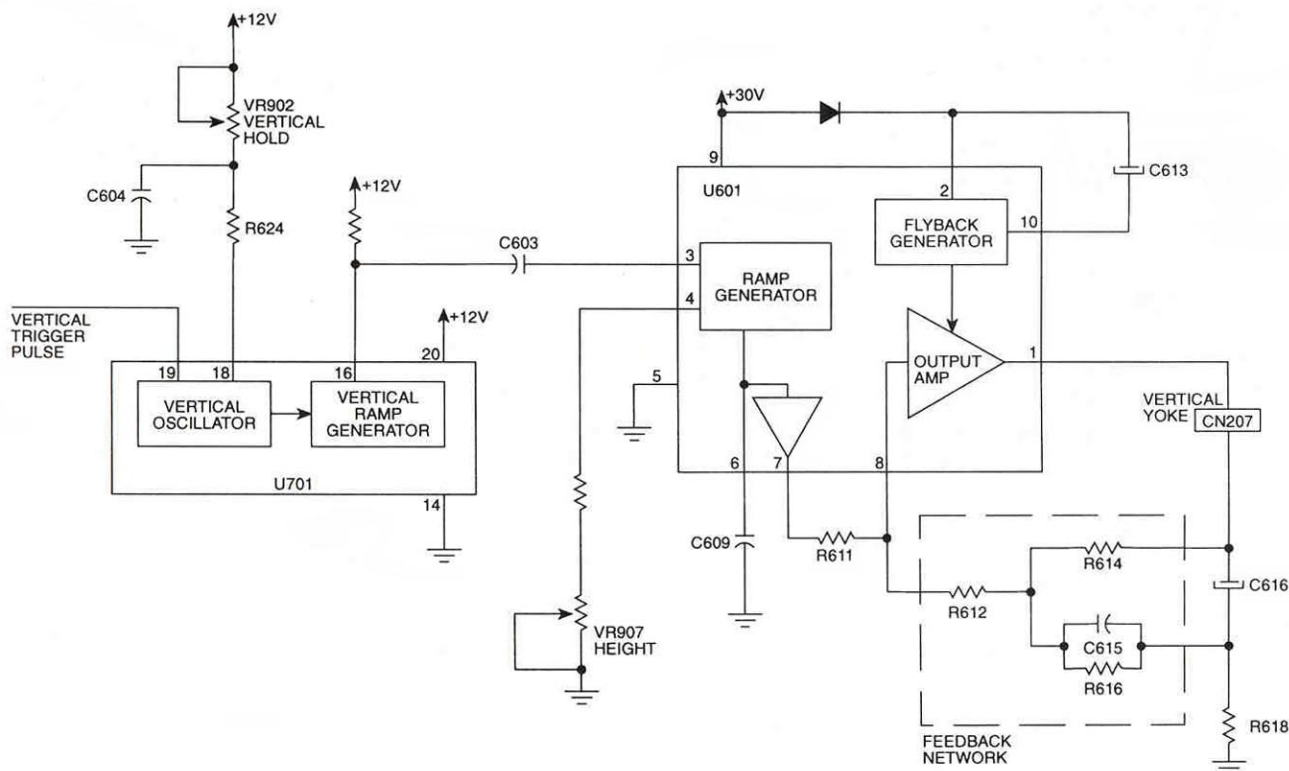 +12V
VR902
VERTICAL
HOLD
C604
R624
+12V
C603
VERTICAL
TRIGGER
PULSE
19
18
16
20
+12V
VERTICAL
OSCILLATOR
VERTICAL
RAMP
GENERATOR
U701
14
+30V
9
U601
2
FLYBACK
GENERATOR
10
C613
3
4
RAMP
GENERATOR
5
OUTPUT
AMP
1
6
7
8
VERTICAL
YOKE
CN207
C609
R611
VR907
HEIGHT
R612
R614
C615
R616
C616
R618
FEEDBACK
NETWORK